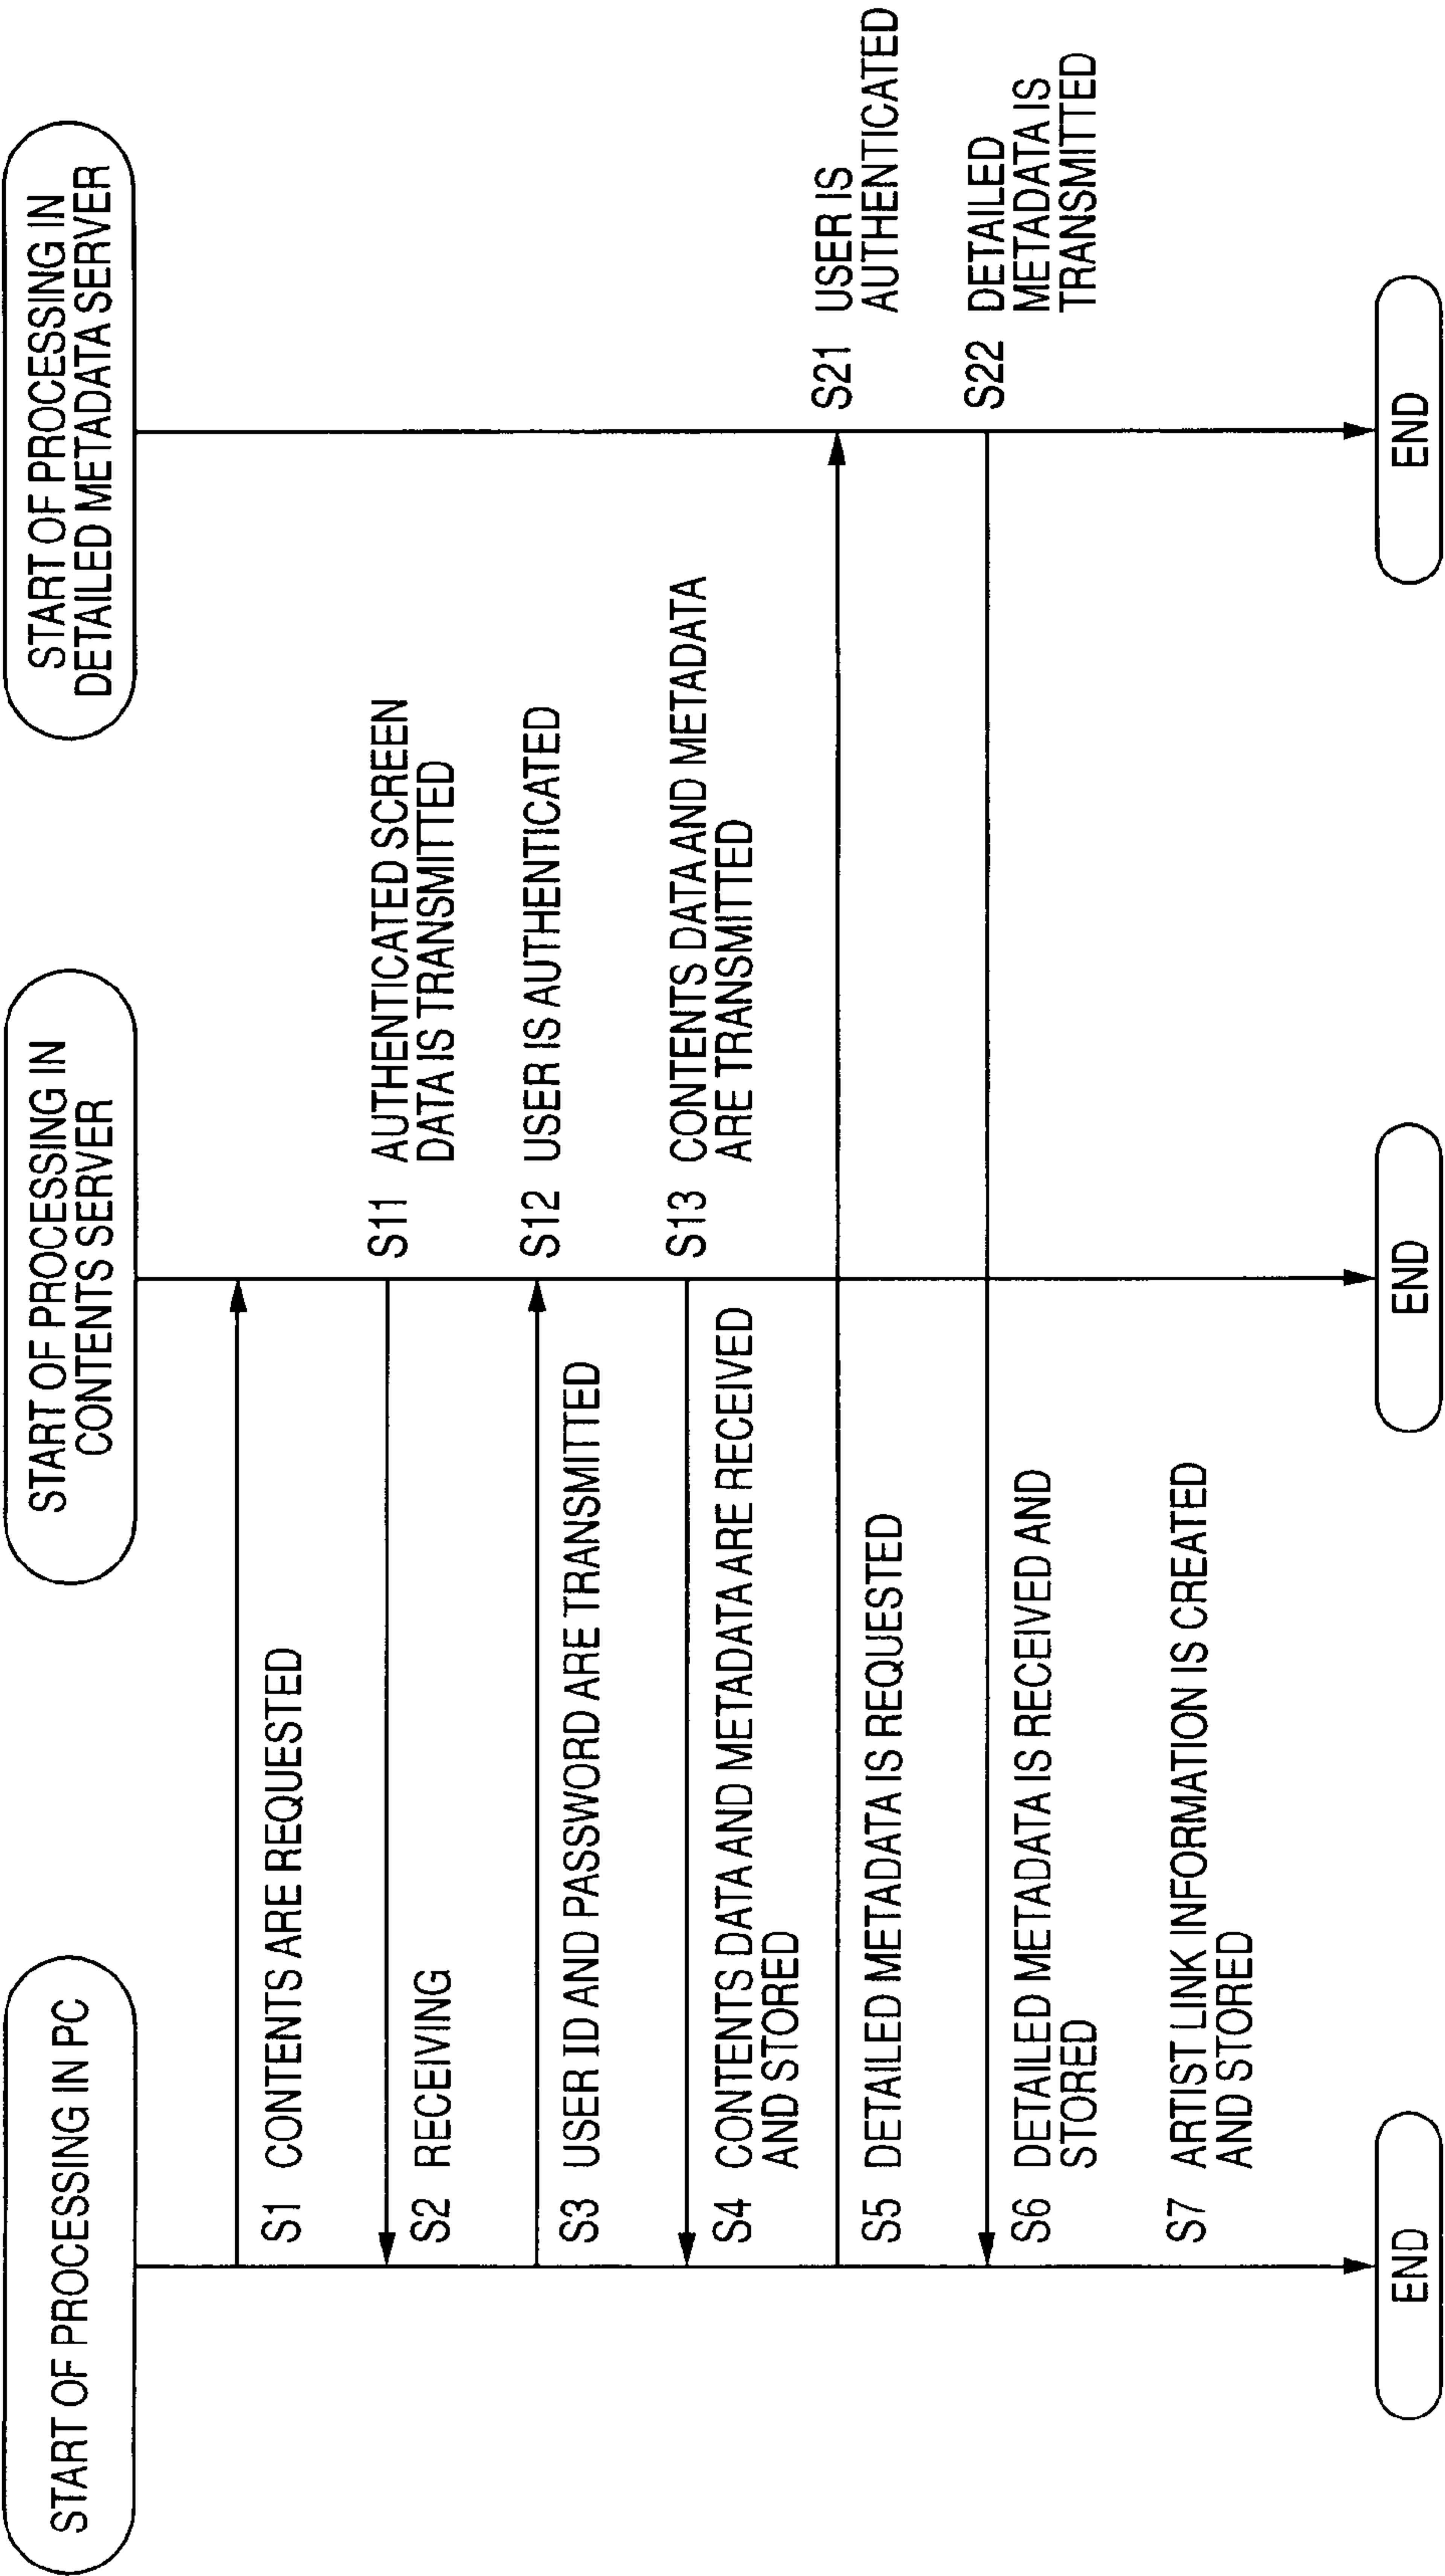 START OF PROCESSING IN PC
S1 CONTENTS ARE REQUESTED
S2 RECEIVING
S3 USER ID AND PASSWORD ARE TRANSMITTED
S4 CONTENTS DATA AND METADATA ARE RECEIVED
AND STORED
S5 DETAILED METADATA IS REQUESTED
S6 DETAILED METADATA IS RECEIVED AND
STORED
S7 ARTIST LINK INFORMATION IS CREATED
AND STORED
END
START OF PROCESSING IN
CONTENTS SERVER
S11 AUTHENTICATED SCREEN
DATA IS TRANSMITTED
S12 USER IS AUTHENTICATED
S13 CONTENTS DATA AND METADATA
ARE TRANSMITTED
END
START OF PROCESSING IN
DETAILED METADATA SERVER
S21 USER IS
AUTHENTICATED
S22 DETAILED
METADATA IS
TRANSMITTED
END